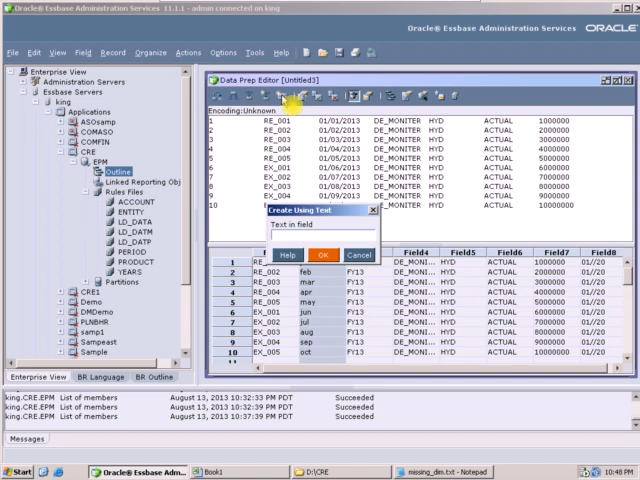 Oracle® Essbase Administration Services 11.1.1 - admin connected on king
Oracle® Essbase Administration Services ORACLE
File Edit View Field Record Organize Actions Options Tools Help
Enterprise View
Administration Servers
Essbase Servers
king
Applications
ASOsamp
COMASO
COMFIN
CRE
EPM
Outline
Linked Reporting Obj
Rules Files
ACCOUNT
ENTITY
LD_DATA
LD_DATM
LD_DATP
PERIOD
PRODUCT
YEARS
Partitions
CRE1
Demo
DMDemo
PLNBHR
samp1
Sampeast
Sample
Enterprise View BR Language BR Outline
Data Prep Editor [Untitled3]
Encoding:Unknown
1 RE_001 01/01/2013 DE_MONITER HYD ACTUAL 1000000
2 RE_002 01/02/2013 DE_MONITER HYD ACTUAL 2000000
3 RE_003 01/03/2013 DE_MONITER HYD ACTUAL 3000000
4 RE_004 01/04/2013 DE_MONITER HYD ACTUAL 4000000
5 RE_005 01/05/2013 DE_MONITER HYD ACTUAL 5000000
6 EX_001 01/06/2013 DE_MONITER HYD ACTUAL 6000000
7 EX_002 01/07/2013 DE_MONITER HYD ACTUAL 7000000
8 EX_003 01/08/2013 DE_MONITER HYD ACTUAL 8000000
9 EX_004 01/09/2013 DE_MONITER HYD ACTUAL 9000000
10 MONITER HYD ACTUAL 10000000
Create Using Text
Text in field
Help OK Cancel
Field4 Field5 Field6 Field7 Field8
1 RE_ DE_MONI... HYD ACTUAL 1000000 01//20
2 RE_002 feb FY13 DE_MONI... HYD ACTUAL 2000000 01//20
3 RE_003 mar FY13 DE_MONI... HYD ACTUAL 3000000 01//20
4 RE_004 apr FY13 DE_MONI... HYD ACTUAL 4000000 01//20
5 RE_005 may FY13 DE_MONI... HYD ACTUAL 5000000 01//20
6 EX_001 jun FY13 DE_MONI... HYD ACTUAL 6000000 01//20
7 EX_002 jul FY13 DE_MONI... HYD ACTUAL 7000000 01//20
8 EX_003 aug FY13 DE_MONI... HYD ACTUAL 8000000 01//20
9 EX_004 sep FY13 DE_MONI... HYD ACTUAL 9000000 01//20
10 EX_005 oct FY13 DE_MONI... HYD ACTUAL 10000000 01//20
11
king.CRE.EPM List of members August 13, 2013 10:32:33 PM PDT Succeeded
king.CRE.EPM List of members August 13, 2013 10:32:39 PM PDT Succeeded
king.CRE.EPM List of members August 13, 2013 10:37:39 PM PDT Succeeded
Messages
Start Oracle® Essbase Adm... Book1 D:\CRE missing_dim.txt - Notepad 10:48 PM